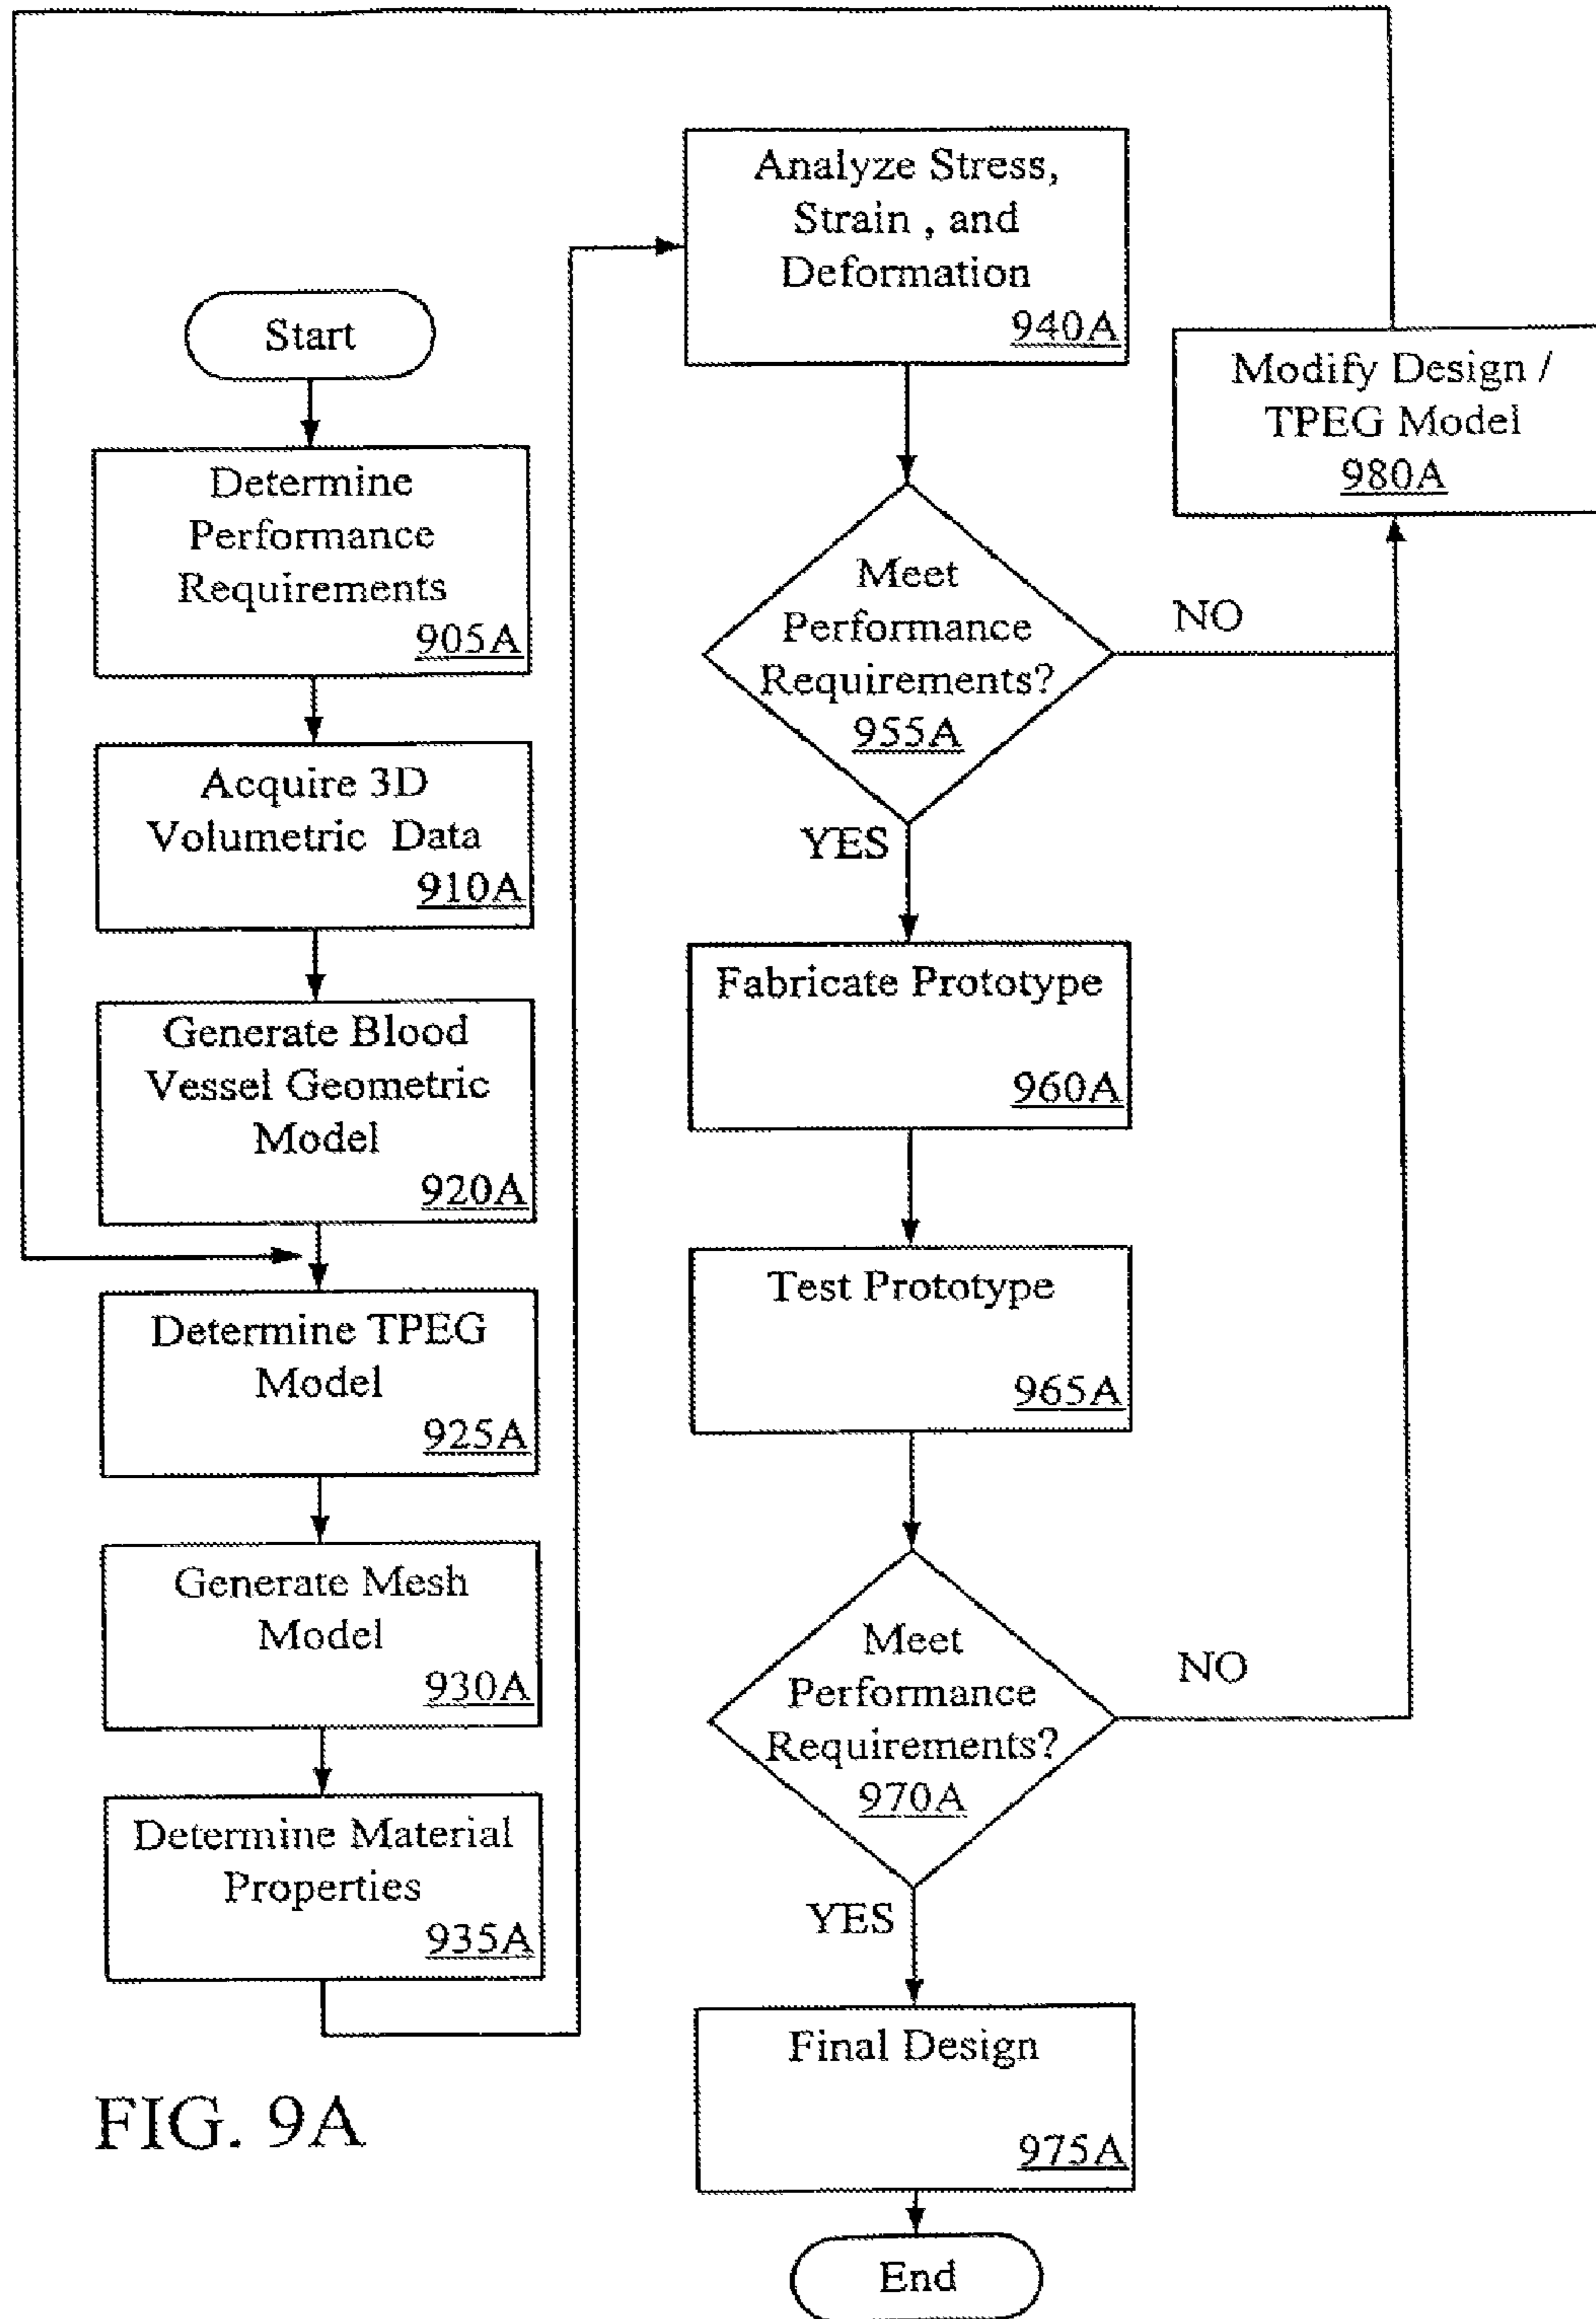 Start
Determine
Performance
Requirements
905A
Acquire 3D
Volumetric Data
910A
Generate Blood
Vessel Geometric
Model
920A
Determine TPEG
Model
925A
Generate Mesh
Model
930A
Determine Material
Properties
935A
Analyze Stress,
Strain , and
Deformation
940A
Meet
Performance
Requirements?
955A
NO
YES
Modify Design /
TPEG Model
980A
Fabricate Prototype
960A
Test Prototype
965A
Meet
Performance
Requirements?
970A
NO
YES
Final Design
975A
End
FIG. 9A